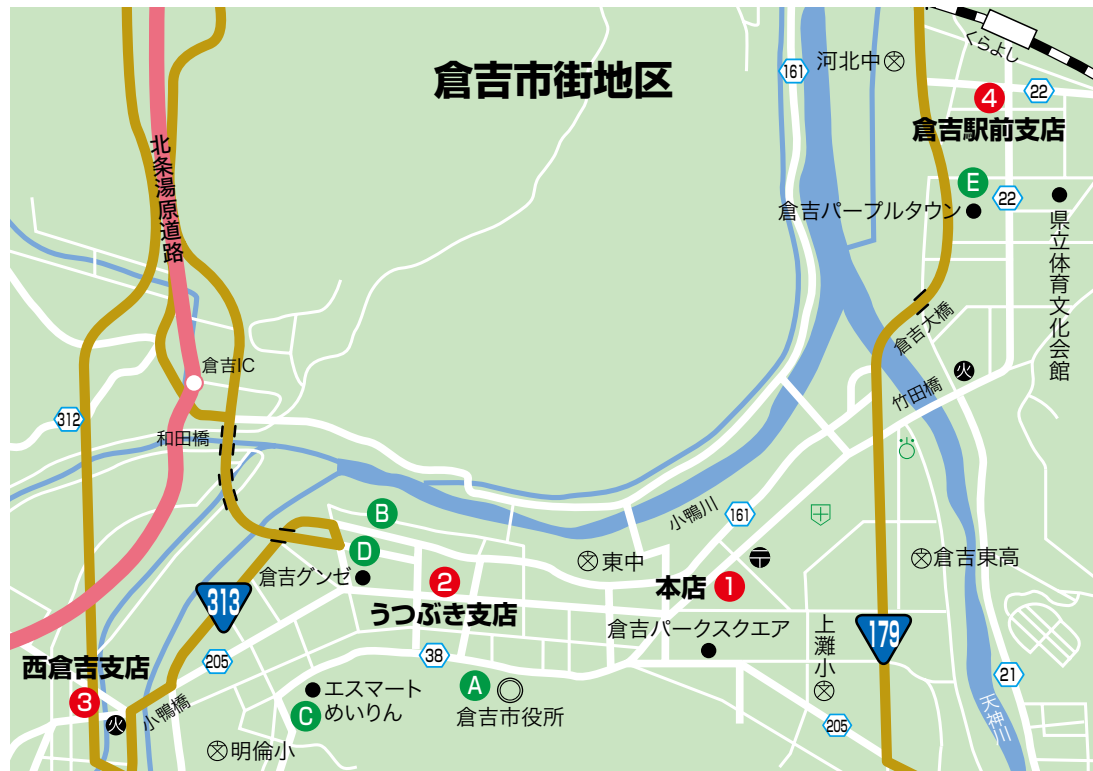 倉吉市街地区
くらよし
161
河北中
4
22
倉吉駅前支店
北条湯原道路
E
22
倉吉パープルタウン
県立体育文化会館
倉吉大橋
倉吉IC
火
竹田橋
312
和田橋
小鴨川
161
B
D
東中
倉吉東高
倉吉グンゼ
2
本店
1
313
うつぶき支店
倉吉パークスクエア
上灘小
179
205
38
西倉吉支店
3
A
エスマート
めいりん
C
倉吉市役所
21
火
小鴨橋
天神川
205
明倫小